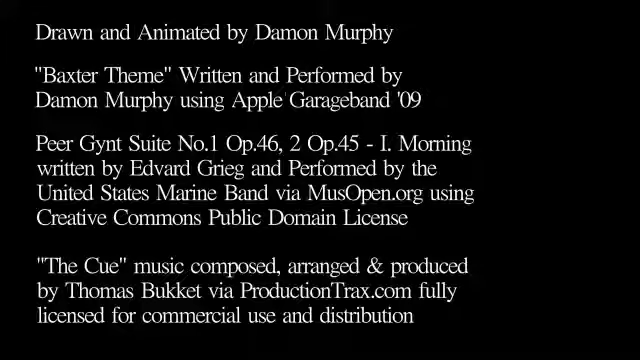 Drawn and Animated by Damon Murphy
"Baxter Theme" Written and Performed by
Damon Murphy using Apple Garageband '09
Peer Gynt Suite No.1 Op.46, 2 Op.45 - I. Morning
written by Edvard Grieg and Performed by the
United States Marine Band via MusOpen.org using
Creative Commons Public Domain License
"The Cue" music composed, arranged & produced
by Thomas Bukket via ProductionTrax.com fully
licensed for commercial use and distribution